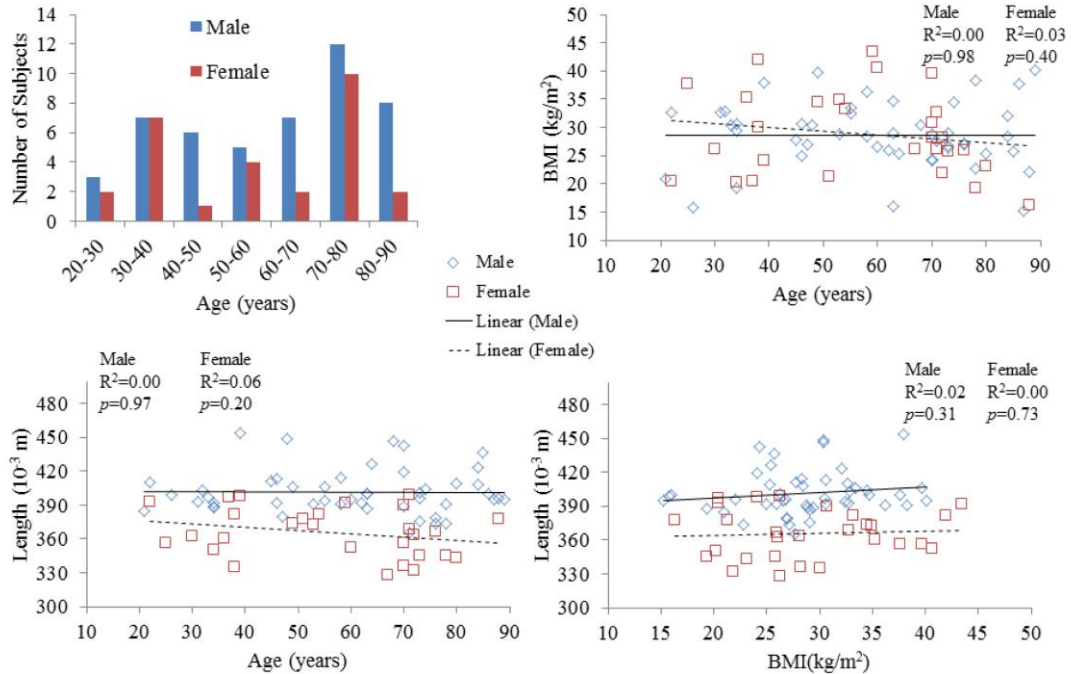 14
12
10
8
6
4
2
0
Number of Subjects
Male
Female
20-30
30-40
40-50
50-60
60-70
70-80
80-90
Age (years)
50
45
40
35
30
25
20
15
10
BMI (kg/m²)
Male Female
R²=0.00 R²=0.03
p=0.98 p=0.40
10 20 30 40 50 60 70 80 90
Age (years)
Male
Female
Linear (Male)
Linear (Female)
Male Female
R²=0.00 R²=0.06
p=0.97 p=0.20
480
450
420
390
360
330
300
Length (10⁻³ m)
10 20 30 40 50 60 70 80 90
Age (years)
Male Female
R²=0.02 R²=0.00
p=0.31 p=0.73
480
450
420
390
360
330
300
Length (10⁻³ m)
10 15 20 25 30 35 40 45 50
BMI(kg/m²)